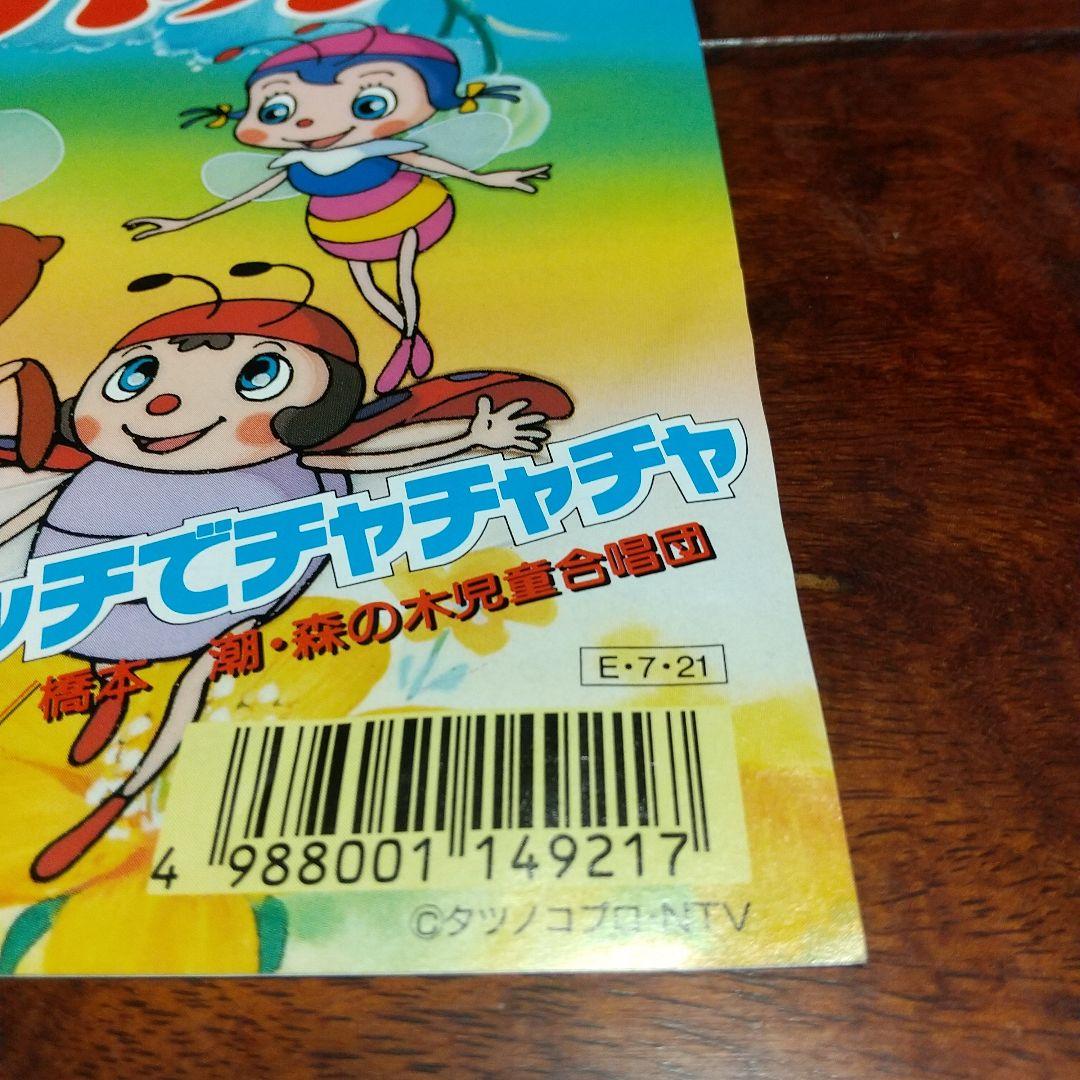 ッチでチャチャチャ
／橋本　潮・森の木児童合唱団
E・7・21
4 988001 149217
©タツノコプロ・NTV